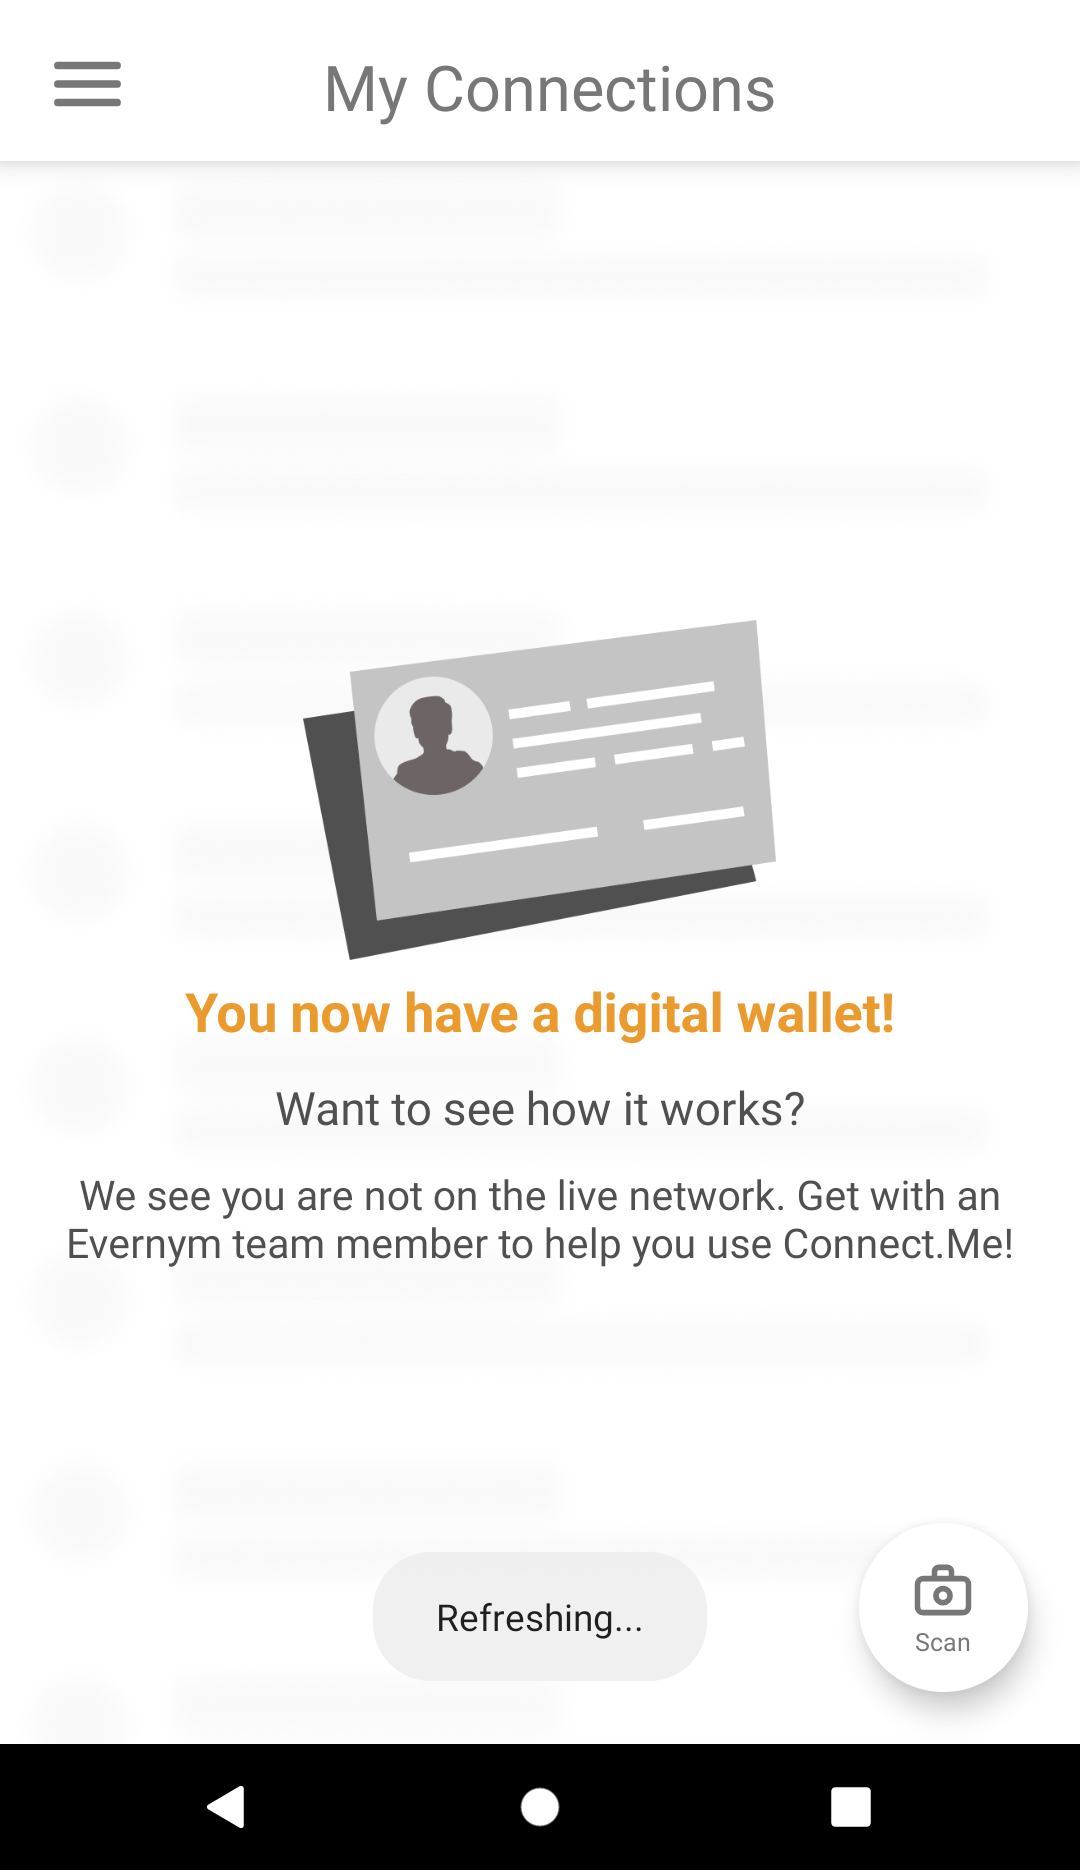 My Connections
You now have a digital wallet!
Want to see how it works?
We see you are not on the live network. Get with an
Evernym team member to help you use Connect.Me!
Refreshing...
Scan